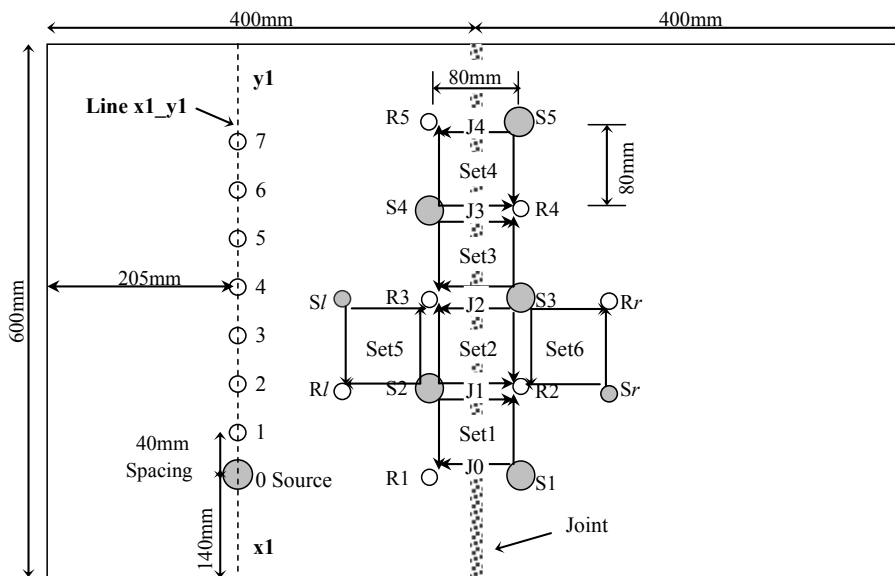 400mm 400mm
y1
80mm
Line x1_y1
R5 J4 S5
7
Set4
80mm
6
S4 J3 R4
5
Set3
205mm
4
Sl R3 J2 S3 Rr
600mm
3
Set5 Set2 Set6
2
Rl S2 J1 R2 Sr
1
Set1
40mm
Spacing
J0
0 Source R1 S1
140mm
Joint
x1